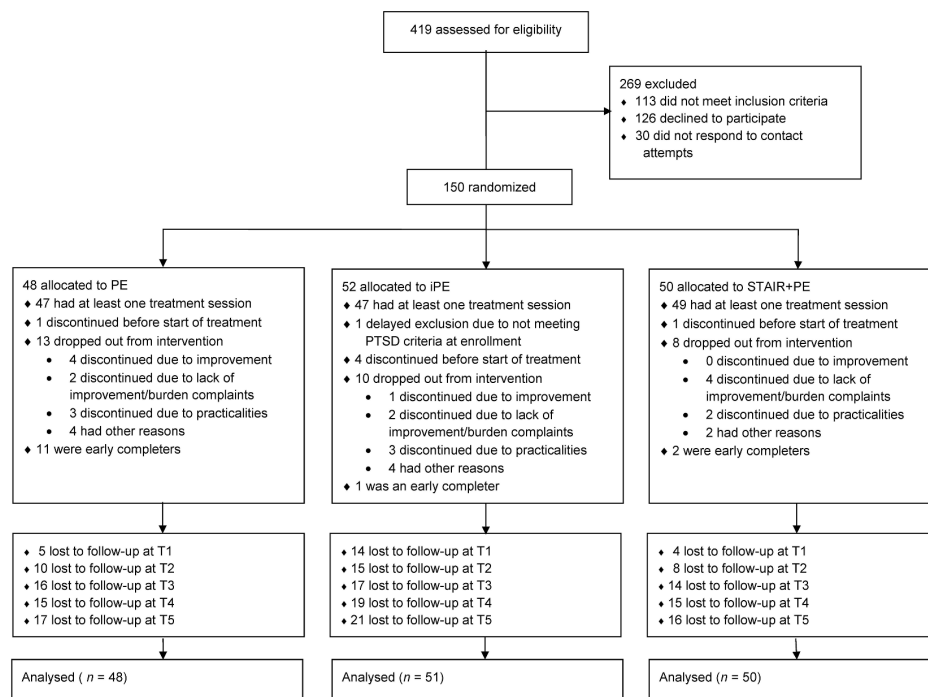 419 assessed for eligibility
269 excluded
♦ 113 did not meet inclusion criteria
♦ 126 declined to participate
♦ 30 did not respond to contact
attempts
150 randomized
48 allocated to PE
♦ 47 had at least one treatment session
♦ 1 discontinued before start of treatment
♦ 13 dropped out from intervention
• 4 discontinued due to improvement
• 2 discontinued due to lack of
improvement/burden complaints
• 3 discontinued due to practicalities
• 4 had other reasons
♦ 11 were early completers
52 allocated to iPE
♦ 47 had at least one treatment session
♦ 1 delayed exclusion due to not meeting
PTSD criteria at enrollment
♦ 4 discontinued before start of treatment
♦ 10 dropped out from intervention
• 1 discontinued due to improvement
• 2 discontinued due to lack of
improvement/burden complaints
• 3 discontinued due to practicalities
• 4 had other reasons
♦ 1 was an early completer
50 allocated to STAIR+PE
♦ 49 had at least one treatment session
♦ 1 discontinued before start of treatment
♦ 8 dropped out from intervention
• 0 discontinued due to improvement
• 4 discontinued due to lack of
improvement/burden complaints
• 2 discontinued due to practicalities
• 2 had other reasons
♦ 2 were early completers
♦ 5 lost to follow-up at T1
♦ 10 lost to follow-up at T2
♦ 16 lost to follow-up at T3
♦ 15 lost to follow-up at T4
♦ 17 lost to follow-up at T5
♦ 14 lost to follow-up at T1
♦ 15 lost to follow-up at T2
♦ 17 lost to follow-up at T3
♦ 19 lost to follow-up at T4
♦ 21 lost to follow-up at T5
♦ 4 lost to follow-up at T1
♦ 8 lost to follow-up at T2
♦ 14 lost to follow-up at T3
♦ 15 lost to follow-up at T4
♦ 16 lost to follow-up at T5
Analysed ( n = 48)
Analysed (n = 51)
Analysed (n = 50)